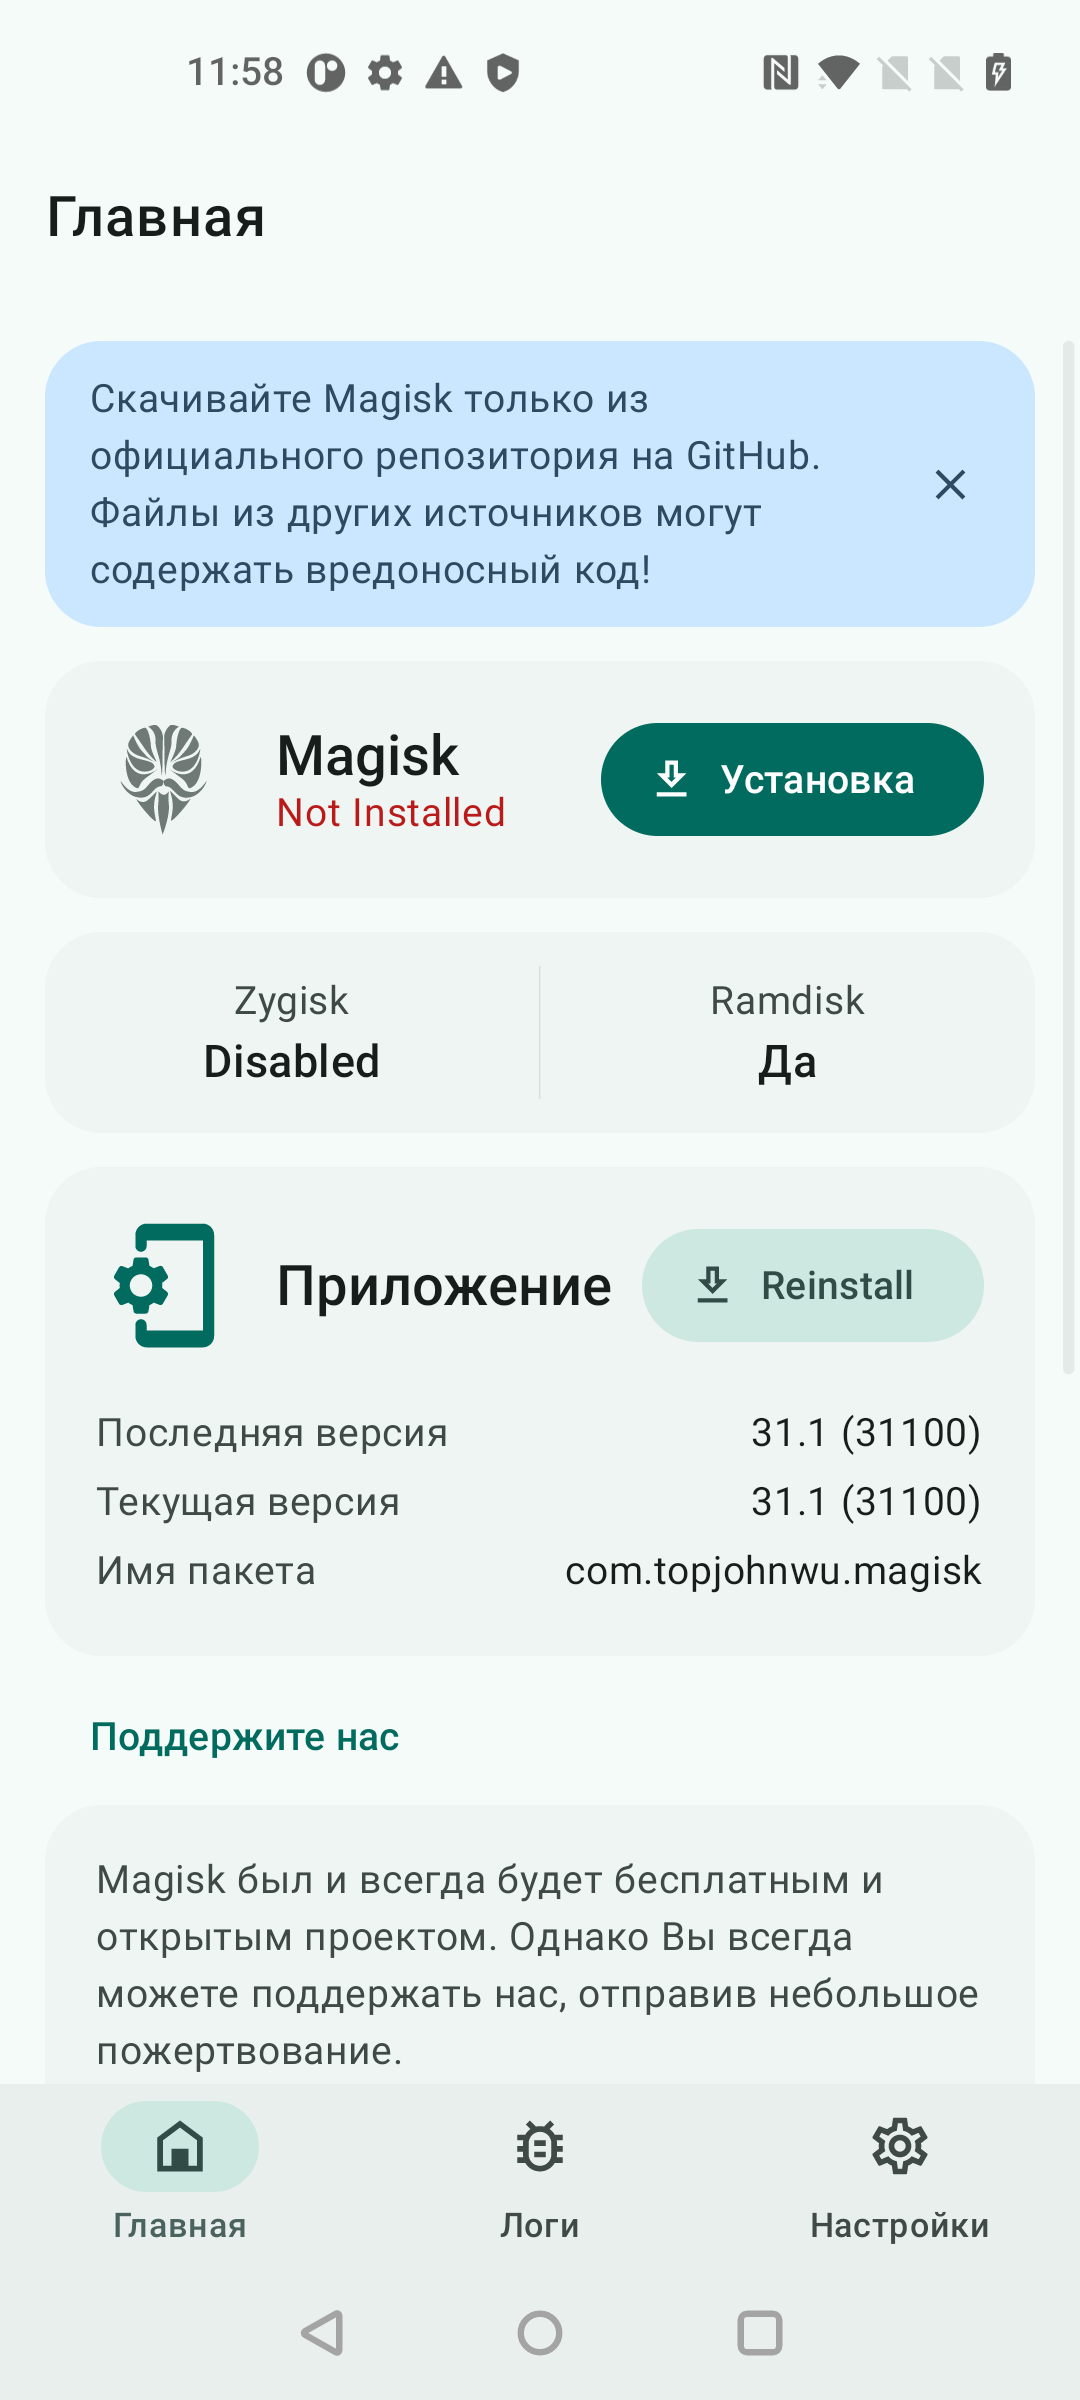 11:58
Главная
Скачивайте Magisk только из
официального репозитория на GitHub.
Файлы из других источников могут
содержать вредоносный код!
Magisk
Not Installed
Установка
Zygisk
Disabled
Ramdisk
Да
Приложение
Reinstall
Последняя версия 31.1 (31100)
Текущая версия 31.1 (31100)
Имя пакета com.topjohnwu.magisk
Поддержите нас
Magisk был и всегда будет бесплатным и
открытым проектом. Однако Вы всегда
можете поддержать нас, отправив небольшое
пожертвование.
Главная
Логи
Настройки